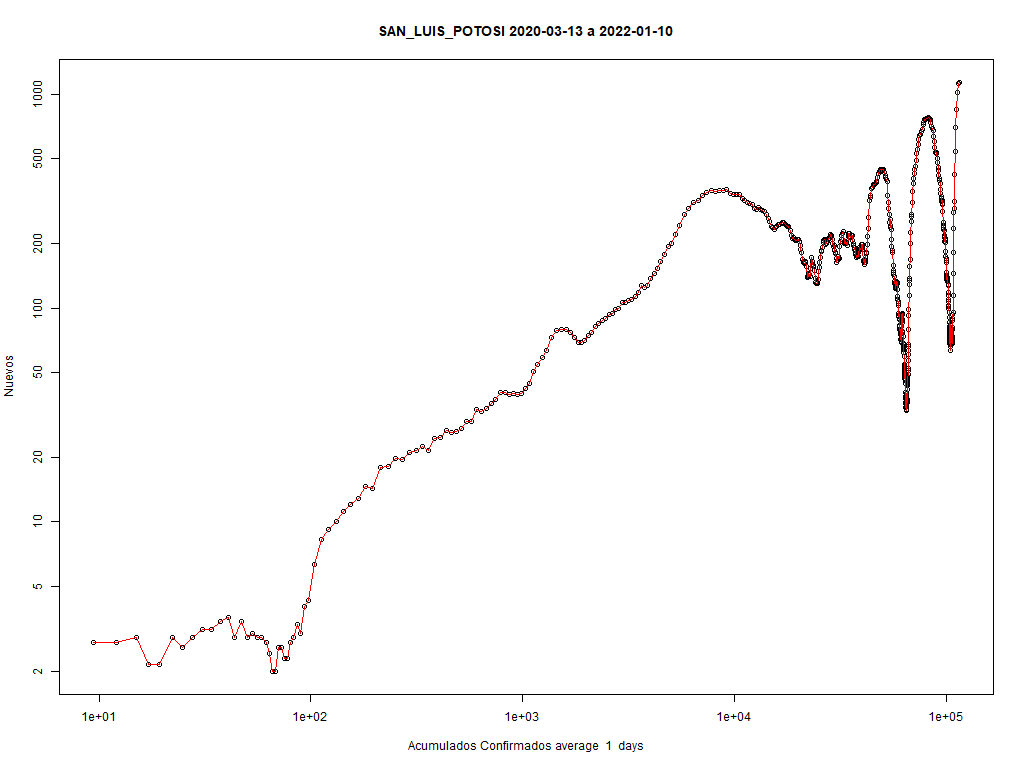 SAN_LUIS_POTOSI 2020-03-13 a 2022-01-10
1000
500
200
100
50
20
10
5
2
Nuevos
1e+01 1e+02 1e+03 1e+04 1e+05
Acumulados Confirmados average 1 days